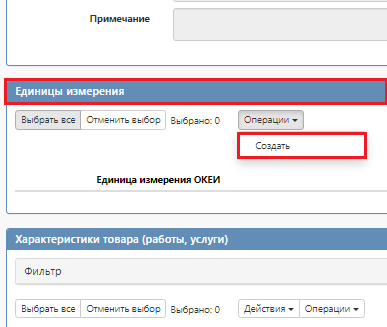 Примечание
Единицы измерения
Выбрать все Отменить выбор Выбрано: 0 Операции
Создать
Единица измерения ОКЕИ
Характеристики товара (работы, услуги)
Фильтр
Выбрать все Отменить выбор Выбрано: 0 Действия Операции